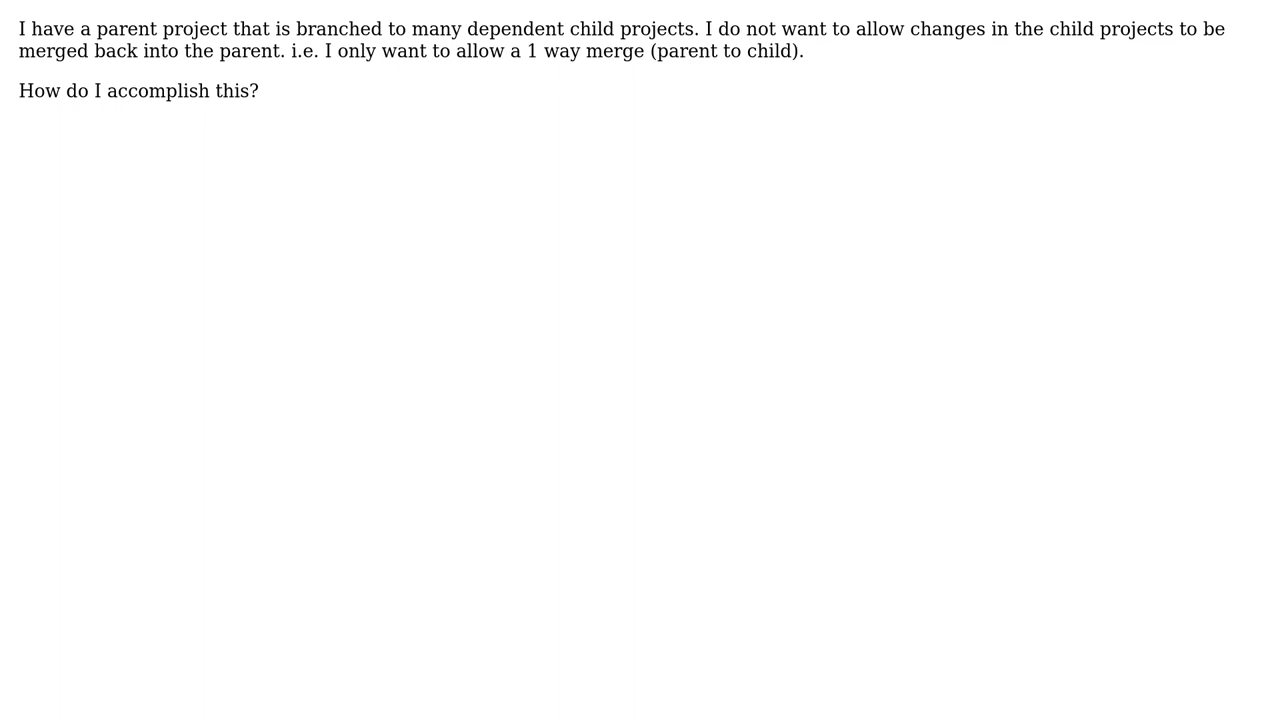 I have a parent project that is branched to many dependent child projects. I do not want to allow changes in the child projects to be
merged back into the parent. i.e. I only want to allow a 1 way merge (parent to child).
How do I accomplish this?